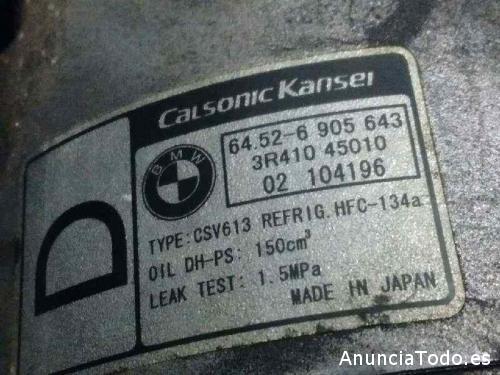 Calsonic Kansei
D
BMW
64.52-6 905 643
3R410 45010
02 104196
TYPE:CSV613 REFRIG.HFC-134a
OIL DH-PS: 150cm³
LEAK TEST: 1.5MPa
MADE IN JAPAN
AnunciaTodo.es